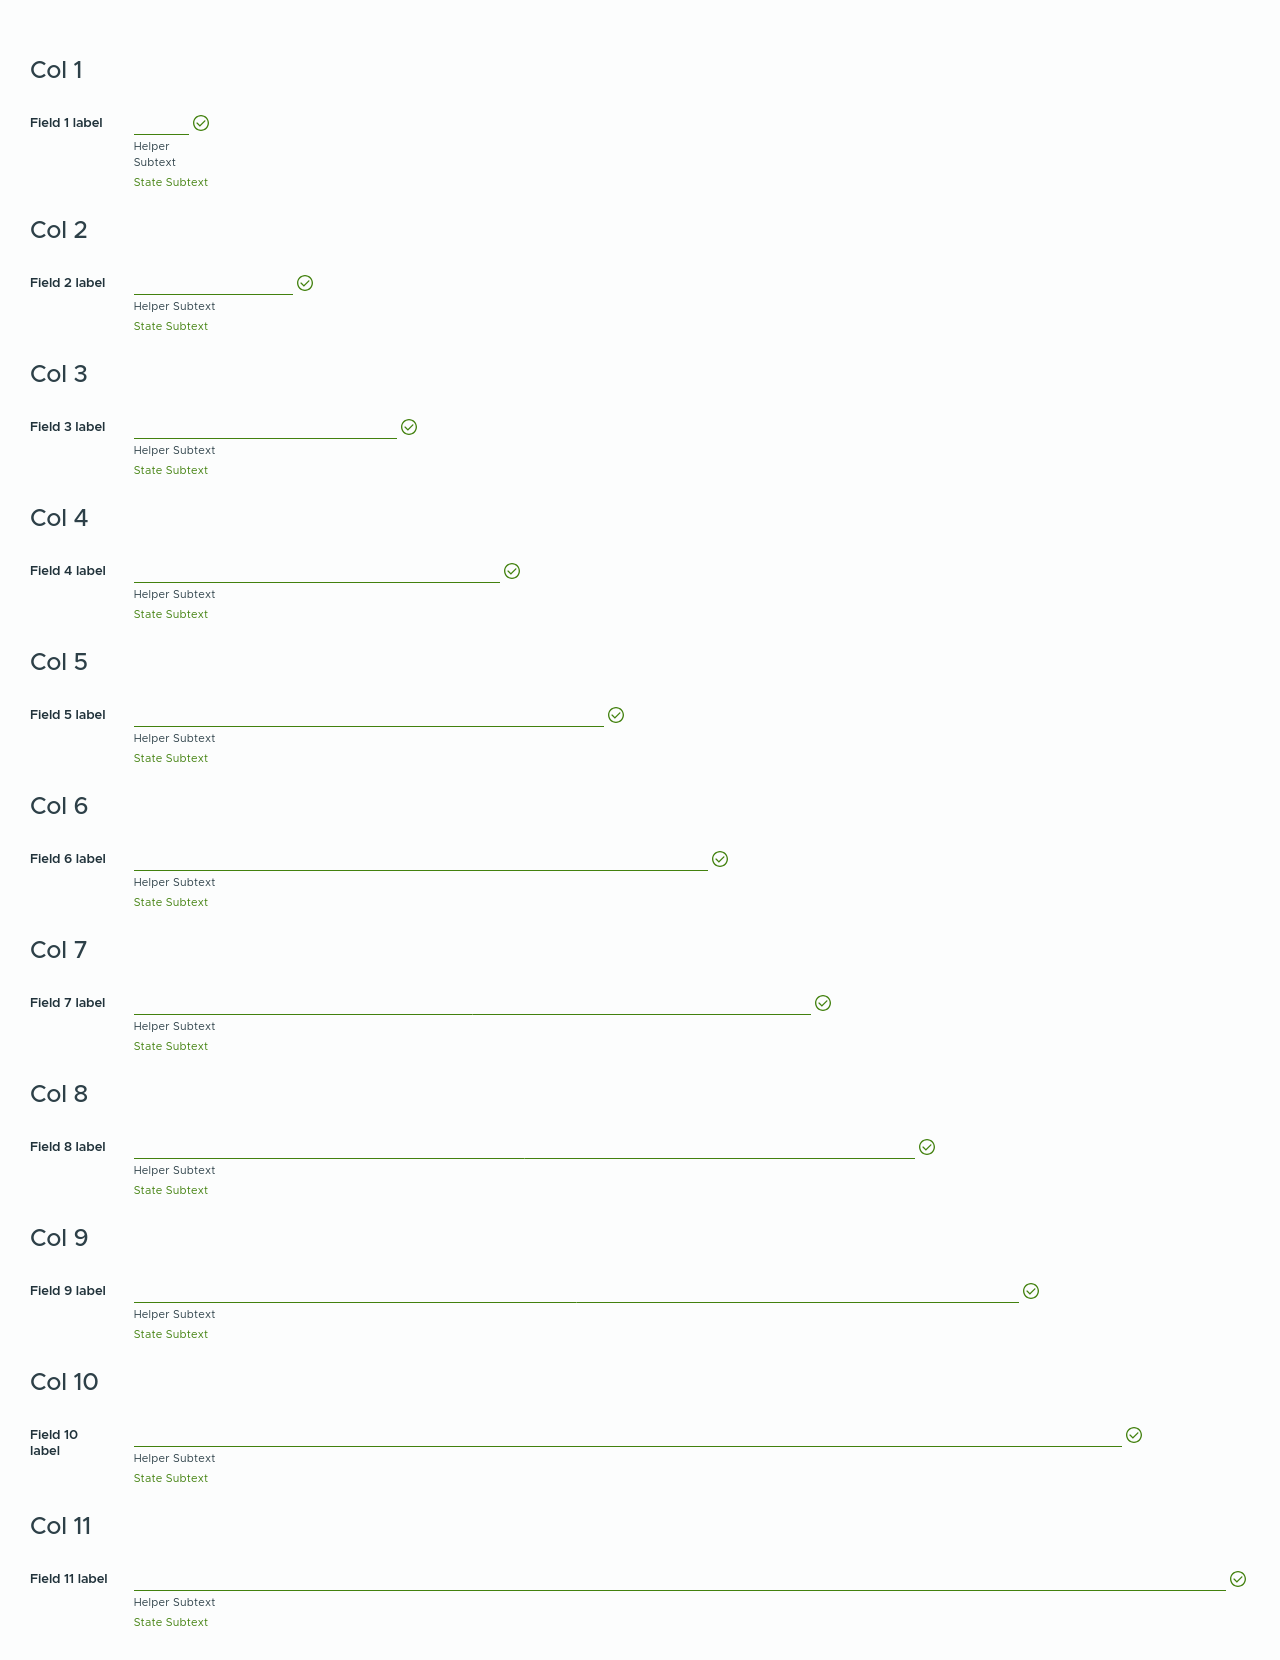 Col 1
Field 1 label
Helper
Subtext
State Subtext
Col 2
Field 2 label
Helper Subtext
State Subtext
Col 3
Field 3 label
Helper Subtext
State Subtext
Col 4
Field 4 label
Helper Subtext
State Subtext
Col 5
Field 5 label
Helper Subtext
State Subtext
Col 6
Field 6 label
Helper Subtext
State Subtext
Col 7
Field 7 label
Helper Subtext
State Subtext
Col 8
Field 8 label
Helper Subtext
State Subtext
Col 9
Field 9 label
Helper Subtext
State Subtext
Col 10
Field 10
label
Helper Subtext
State Subtext
Col 11
Field 11 label
Helper Subtext
State Subtext